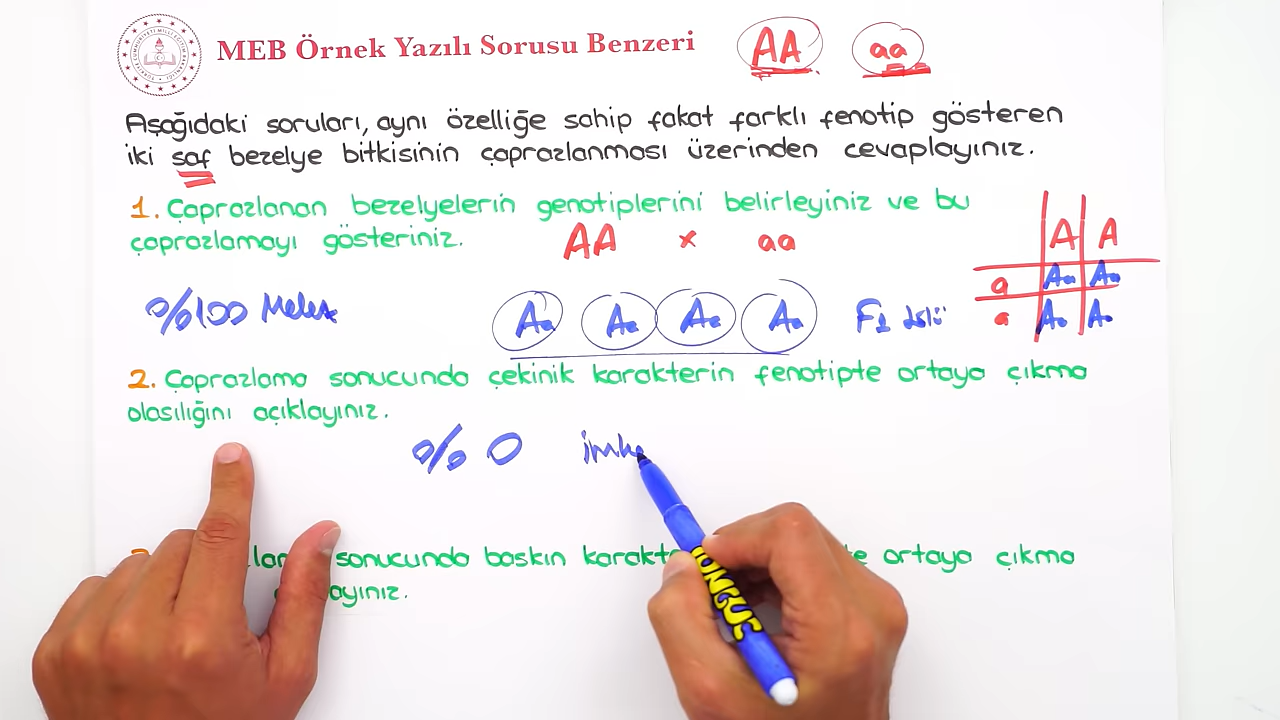 MEB Örnek Yazılı Sorusu Benzeri AA aa
Aşağıdaki soruları, aynı özelliğe sahip fakat farklı fenotip gösteren
iki saf bezelye bitkisinin çaprazlanması üzerinden cevaplayınız.
1. Çaprazlanan bezelyelerin genotiplerini belirleyiniz ve bu
çaprazlamayı gösteriniz. AA x aa
A A
a Aa Aa
a Aa Aa
%100 Melez Aa Aa Aa Aa F1 dölü
2. Çaprazlama sonucunda çekinik karakterin fenotipte ortaya çıkma
olasılığını açıklayınız.
% 0 imk
sonucunda baskın ortaya çıkma